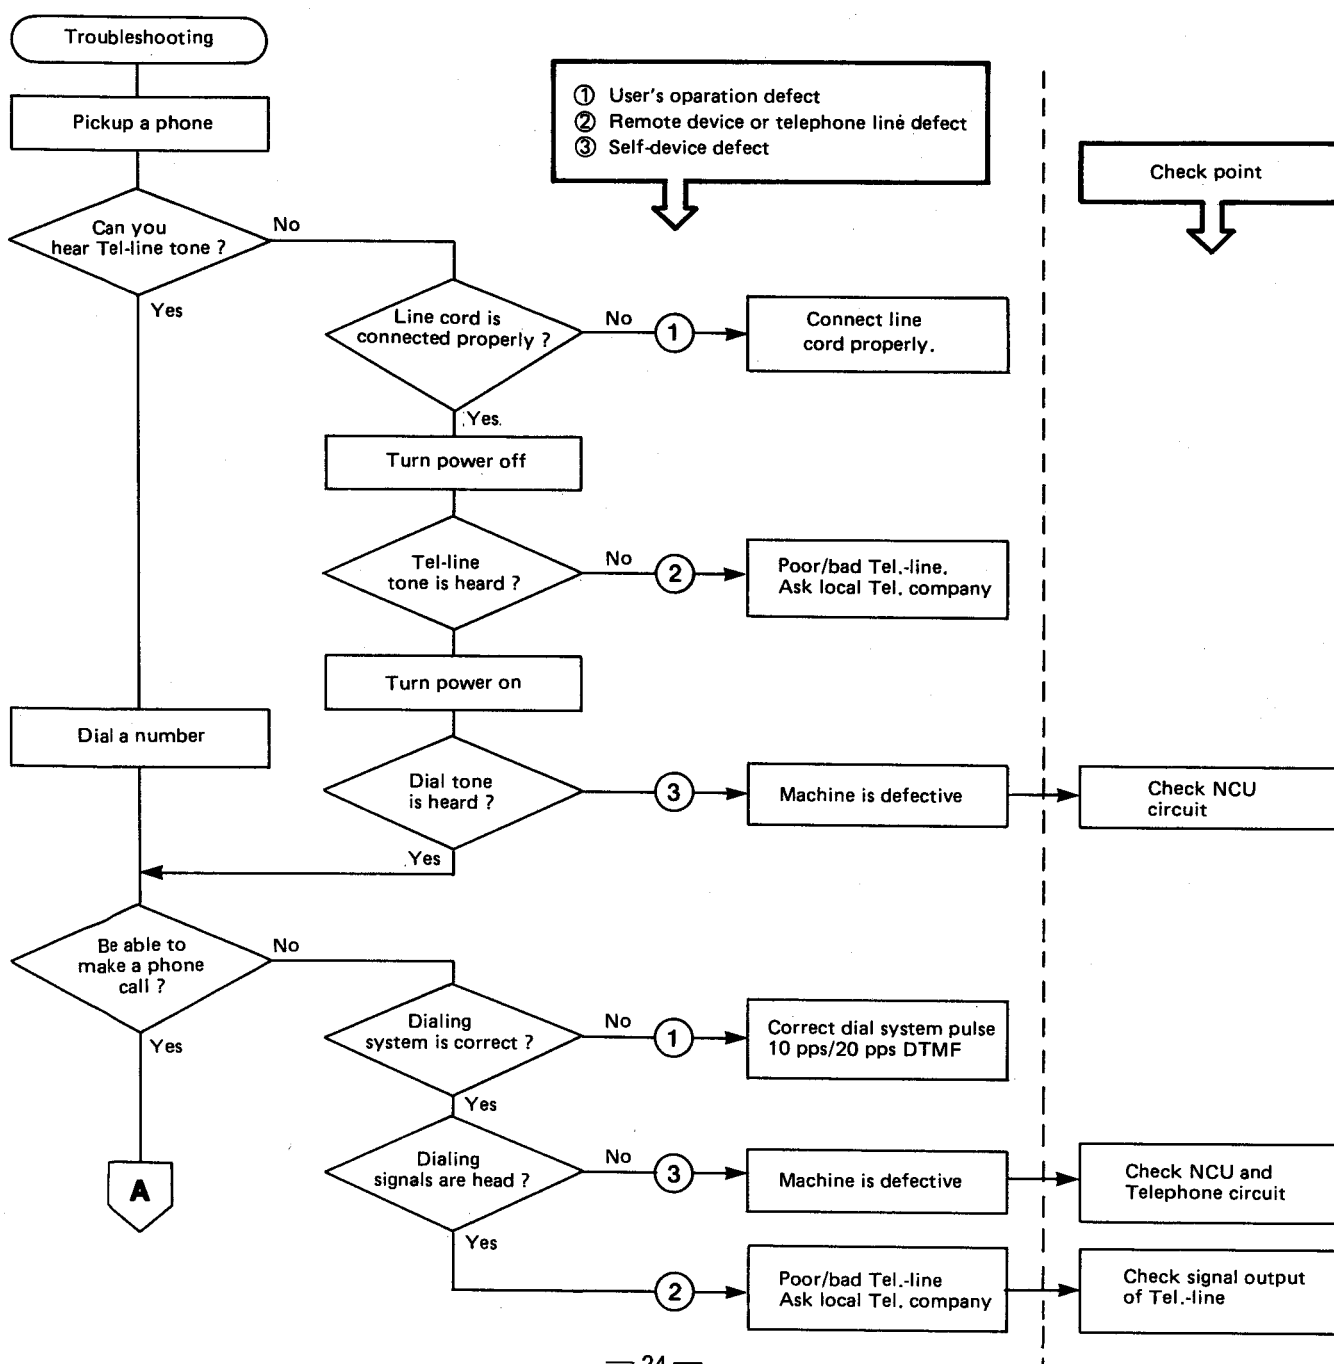 Troubleshooting
Pickup a phone
① User's oparation defect
② Remote device or telephone line defect
③ Self-device defect
Check point
Can you
hear Tel-line tone ?
No
Yes
Line cord is
connected properly ?
No
1
Connect line
cord properly.
Yes
Turn power off
Tel-line
tone is heard ?
No
2
Poor/bad Tel.-line.
Ask local Tel. company
Turn power on
Dial a number
Dial tone
is heard ?
3
Machine is defective
Check NCU
circuit
Yes
Be able to
make a phone
call ?
No
Yes
Dialing
system is correct ?
No
1
Correct dial system pulse
10 pps/20 pps DTMF
Yes
A
Dialing
signals are head ?
No
3
Machine is defective
Check NCU and
Telephone circuit
Yes
2
Poor/bad Tel.-line
Ask local Tel. company
Check signal output
of Tel.-line
— 24 —